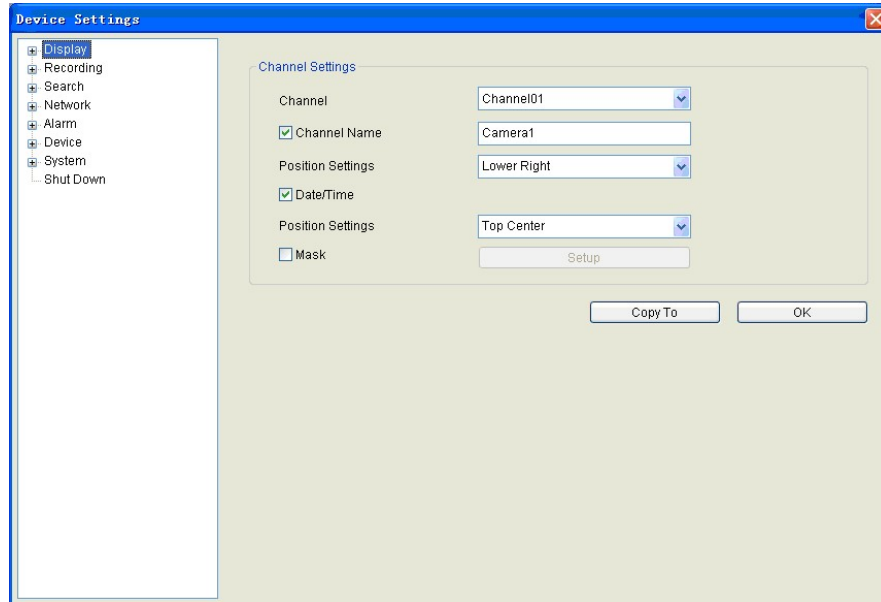 Device Settings
Display
Recording
Search
Network
Alarm
Device
System
Shut Down
Channel Settings
Channel
Channel01
Channel Name
Camera1
Position Settings
Lower Right
Date/Time
Position Settings
Top Center
Mask
Setup
Copy To
OK